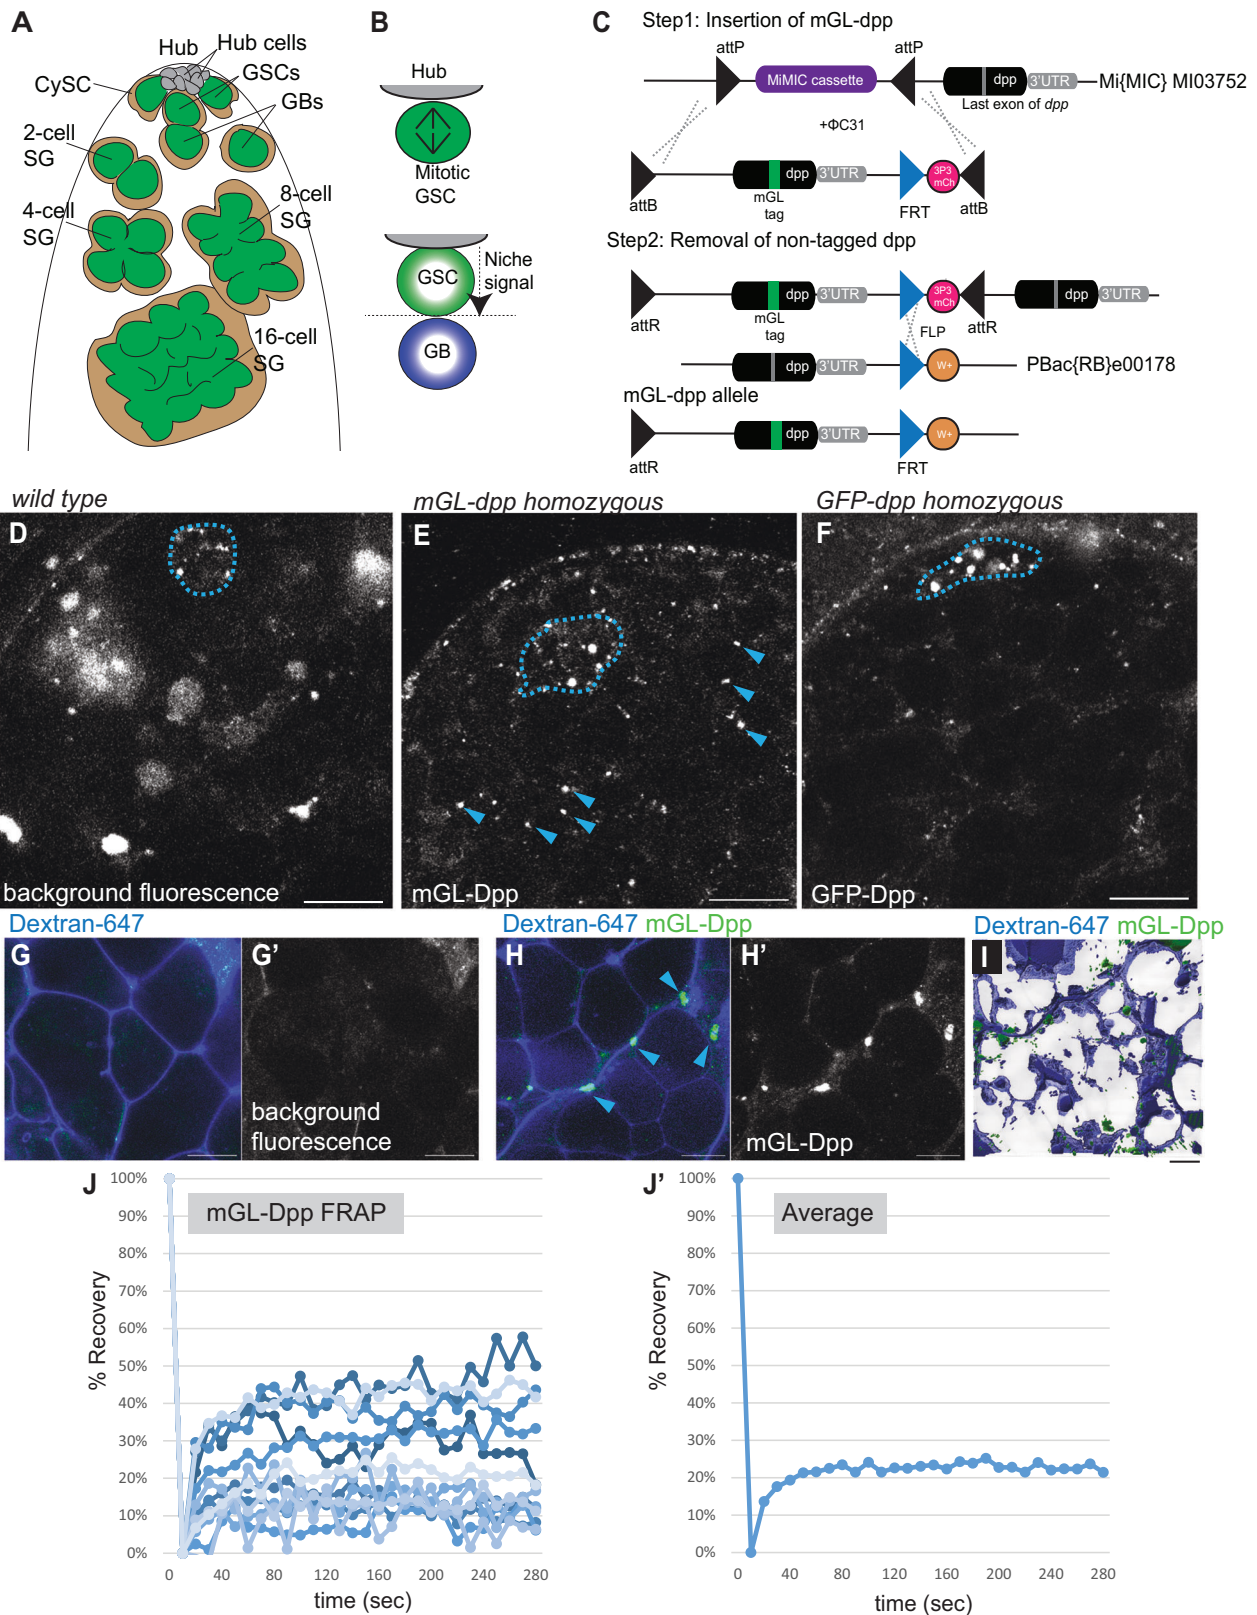 A
Hub
Hub cells
GSCs
CySC
GBs
2-cell
SG
8-cell
SG
4-cell
SG
16-cell
SG
B
Hub
Mitotic
GSC
GSC
Niche
signal
GB
C
Step1: Insertion of mGL-dpp
attP
attP
MiMIC cassette
dpp
3'UTR
Mi{MIC} MI03752
Last exon of dpp
+ΦC31
dpp
3'UTR
3P3
mCh
attB
mGL
tag
FRT
attB
Step2: Removal of non-tagged dpp
dpp
3'UTR
3P3
mCh
dpp
3'UTR
attR
mGL
tag
FLP
attR
dpp
3'UTR
W+
PBac{RB}e00178
mGL-dpp allele
dpp
3'UTR
W+
attR
FRT
wild type
mGL-dpp homozygous
GFP-dpp homozygous
D
E
F
background fluorescence
mGL-Dpp
GFP-Dpp
Dextran-647
Dextran-647 mGL-Dpp
Dextran-647 mGL-Dpp
G
G'
H
H'
I
background
fluorescence
mGL-Dpp
J
mGL-Dpp FRAP
100%
90%
80%
70%
60%
50%
40%
30%
20%
10%
0%
% Recovery
0 40 80 120 160 200 240 280
time (sec)
J'
Average
100%
90%
80%
70%
60%
50%
40%
30%
20%
10%
0%
% Recovery
0 40 80 120 160 200 240 280
time (sec)